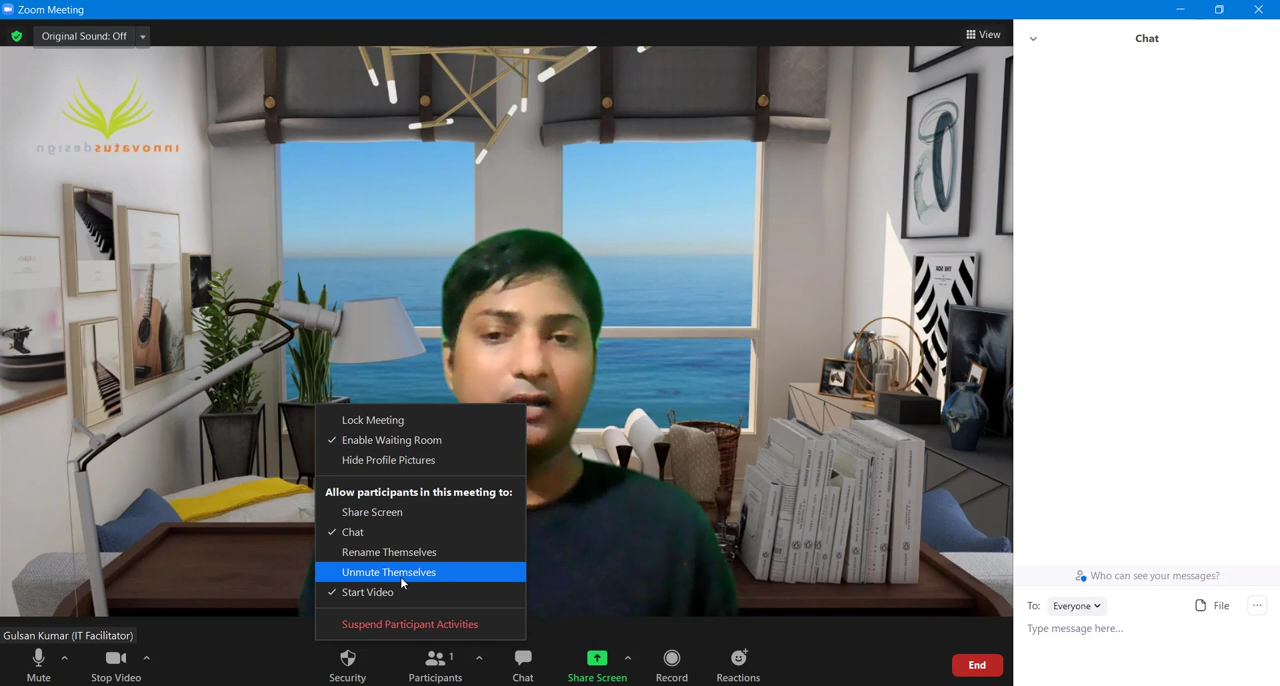 Zoom Meeting
Original Sound: Off
View
innovatusdesign
Lock Meeting
✓ Enable Waiting Room
Hide Profile Pictures
Allow participants in this meeting to:
Share Screen
✓ Chat
Rename Themselves
Unmute Themselves
✓ Start Video
Suspend Participant Activities
Gulsan Kumar (IT Facilitator)
Mute
Stop Video
Security
Participants 1
Chat
Share Screen
Record
Reactions
End
Chat
Who can see your messages?
To: Everyone
File
Type message here...